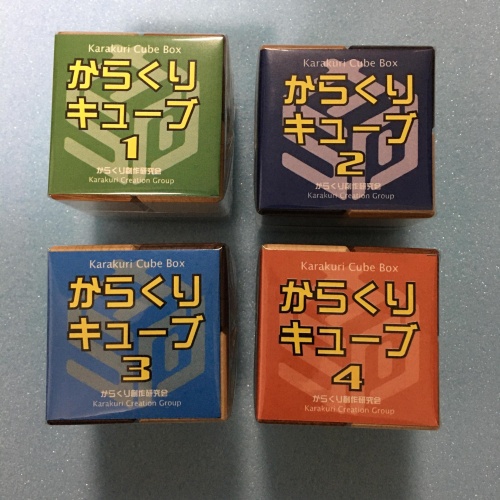 Karakuri Cube Box
からくり
キューブ
1
からくり創作研究会
Karakuri Creation Group
Karakuri Cube Box
からくり
キューブ
2
からくり創作研究会
Karakuri Creation Group
Karakuri Cube Box
からくり
キューブ
3
からくり創作研究会
Karakuri Creation Group
Karakuri Cube Box
からくり
キューブ
4
からくり創作研究会
Karakuri Creation Group